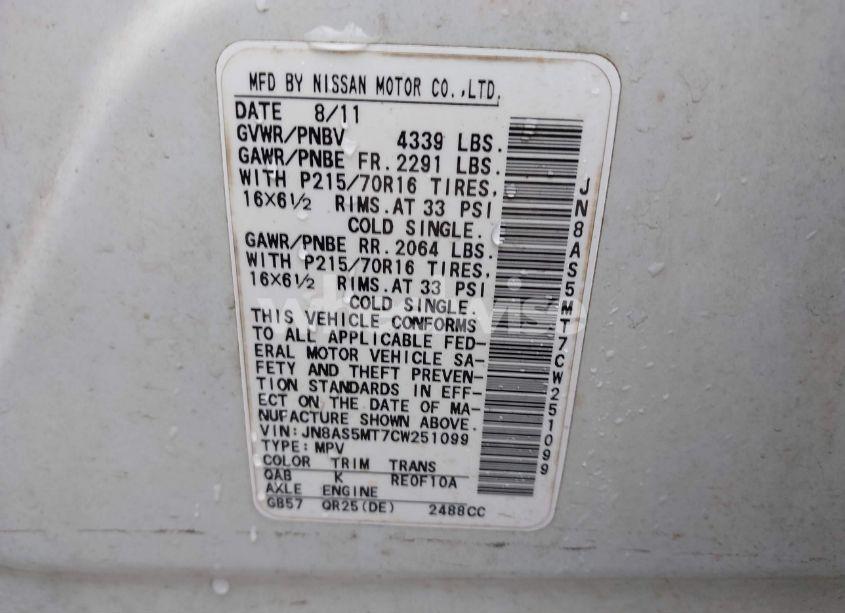 MFD BY NISSAN MOTOR CO.,LTD.
DATE 8/11
GVWR/PNBV 4339 LBS.
GAWR/PNBE FR.2291 LBS.
WITH P215/70R16 TIRES,
16X6½ RIMS.AT 33 PSI
COLD SINGLE.
GAWR/PNBE RR.2064 LBS.
WITH P215/70R16 TIRES,
16X6½ RIMS.AT 33 PSI
COLD SINGLE.
THIS VEHICLE CONFORMS
TO ALL APPLICABLE FED-
ERAL MOTOR VEHICLE SA-
FETY AND THEFT PREVEN-
TION STANDARDS IN EFF-
ECT ON THE DATE OF MA-
NUFACTURE SHOWN ABOVE.
VIN:JN8AS5MT7CW251099
TYPE:MPV
COLOR TRIM TRANS
QAB K RE0F10A
AXLE ENGINE
GB57 QR25(DE) 2488CC
JN8AS5MT7CW251099